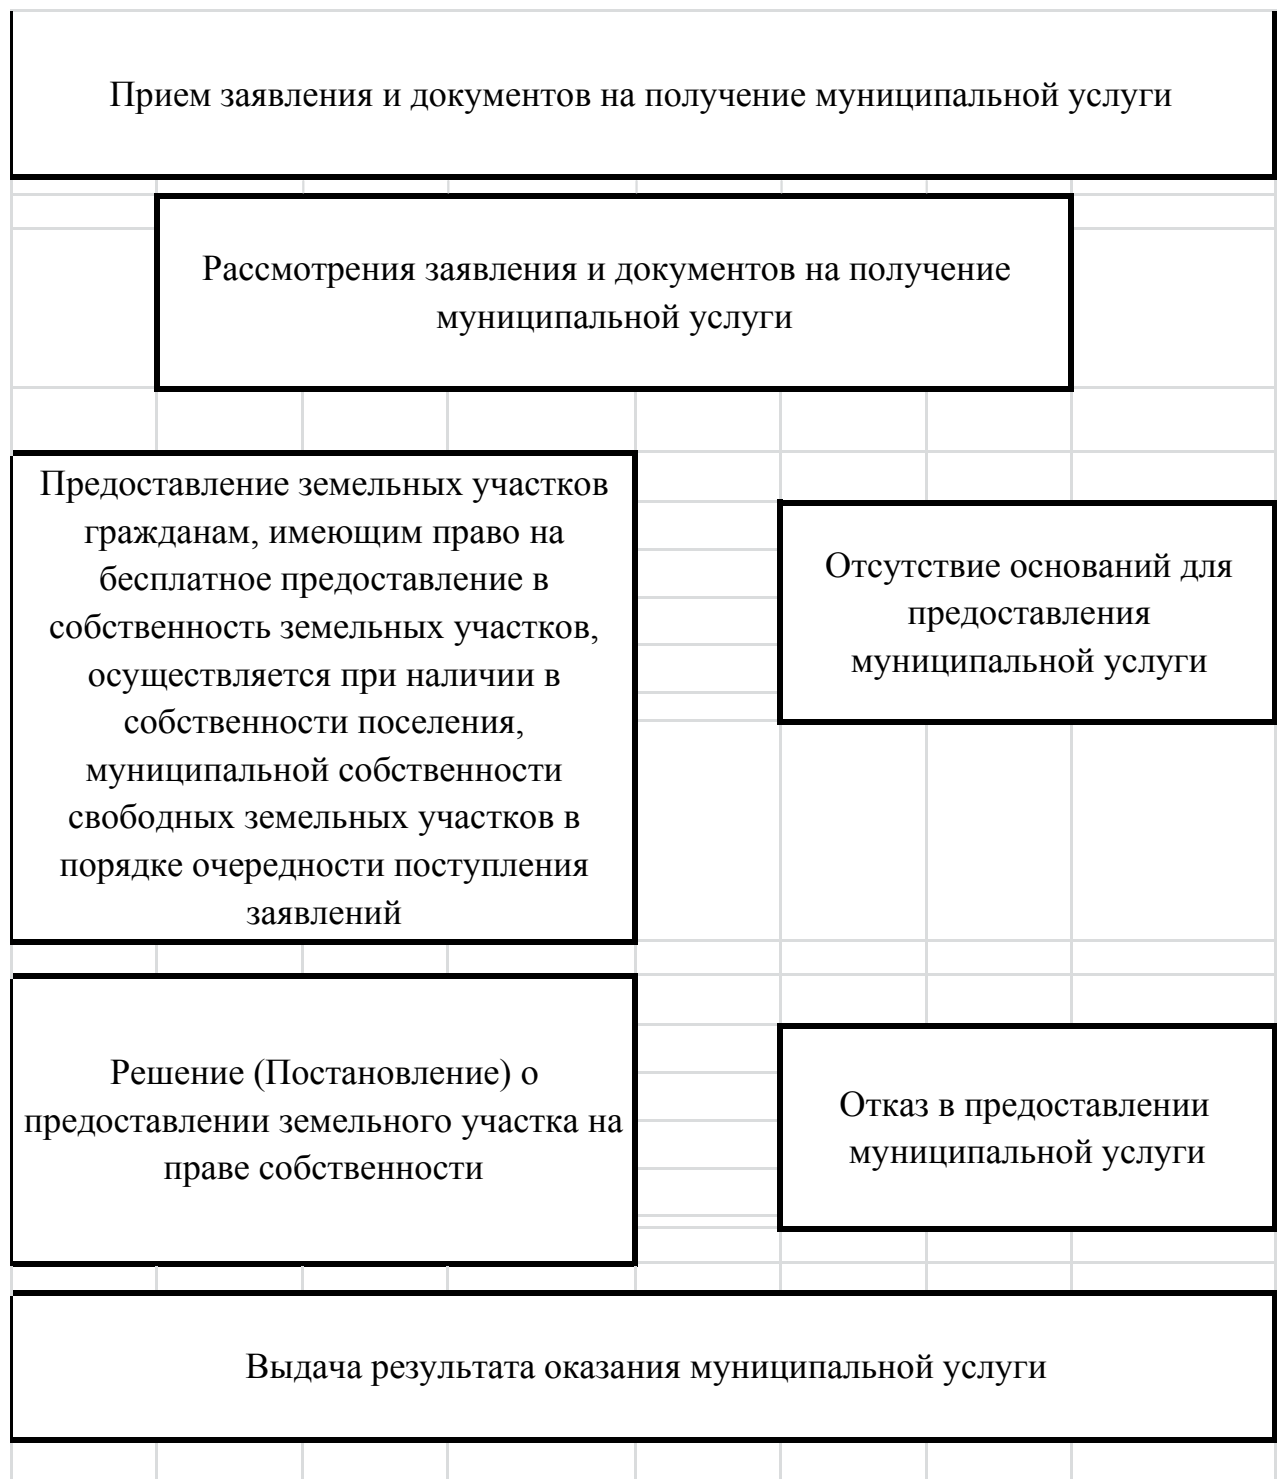 Прием заявления и документов на получение муниципальной услуги
Рассмотрения заявления и документов на получение
муниципальной услуги
Предоставление земельных участков
гражданам, имеющим право на
бесплатное предоставление в
собственность земельных участков,
осуществляется при наличии в
собственности поселения,
муниципальной собственности
свободных земельных участков в
порядке очередности поступления
заявлений
Отсутствие оснований для
предоставления
муниципальной услуги
Решение (Постановление) о
предоставлении земельного участка на
праве собственности
Отказ в предоставлении
муниципальной услуги
Выдача результата оказания муниципальной услуги